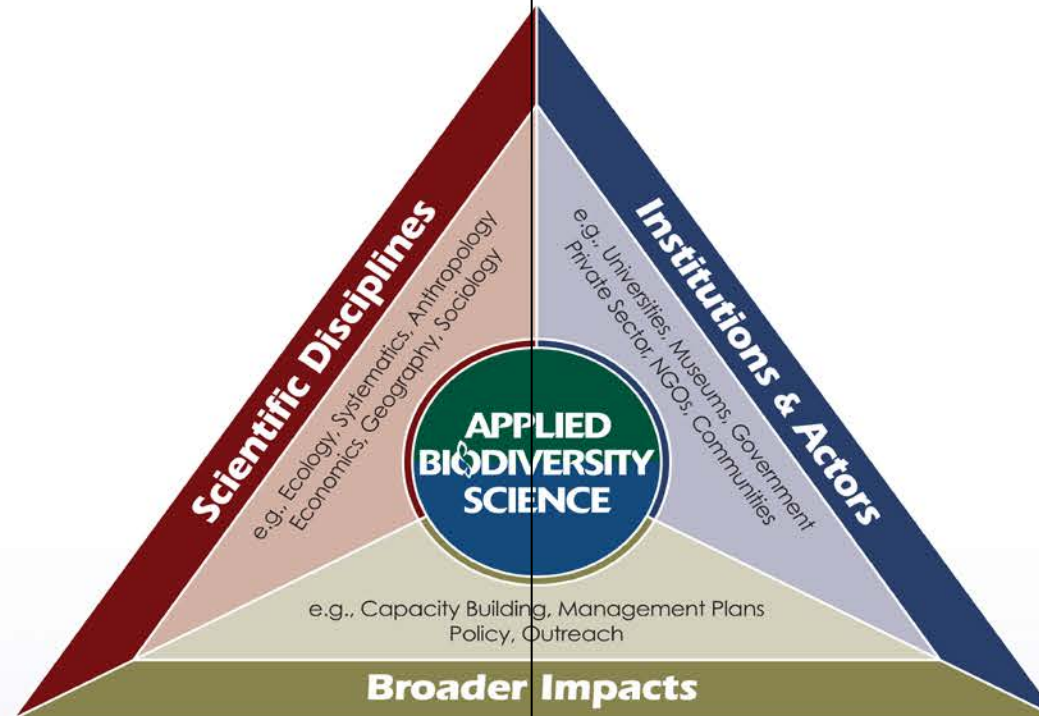 Scientific Disciplines
e.g., Ecology, Systematics, Anthropology
Economics, Geography, Sociology
Institutions & Actors
e.g., Universities, Museums, Government
Private Sector, NGOs, Communities
APPLIED
BIODIVERSITY
SCIENCE
e.g., Capacity Building, Management Plans
Policy, Outreach
Broader Impacts